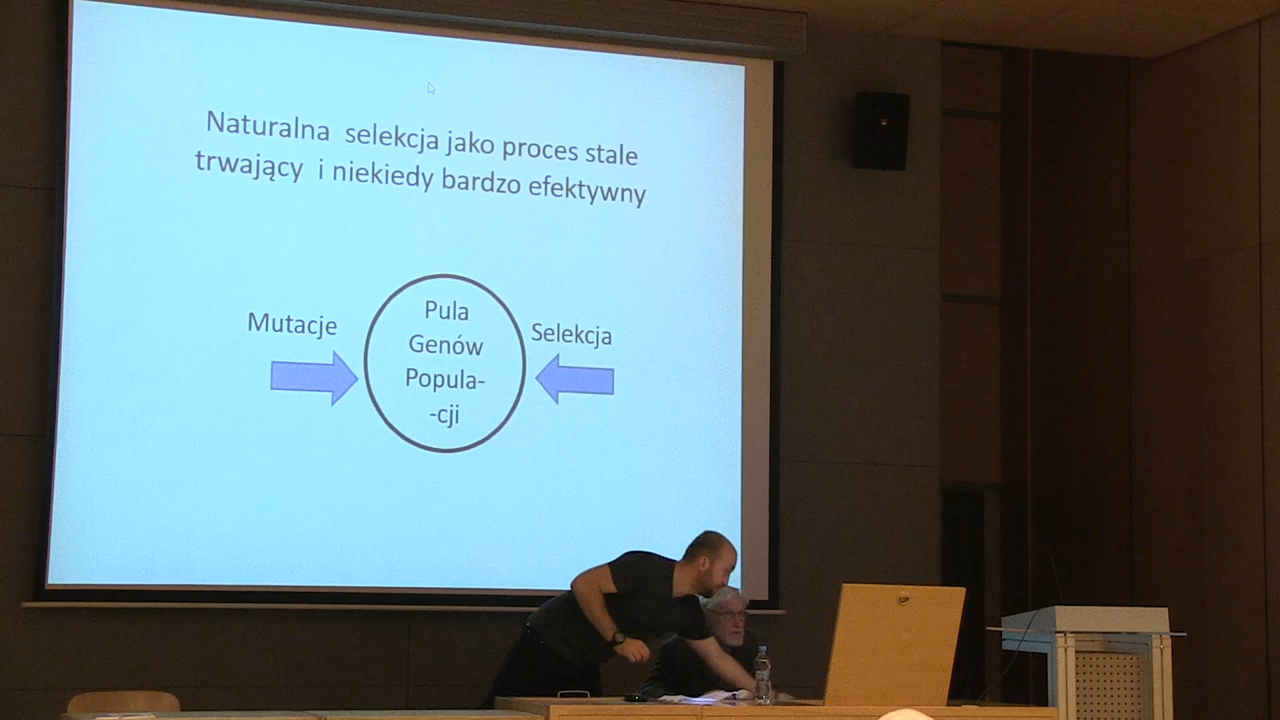 Naturalna selekcja jako proces stale
trwający i niekiedy bardzo efektywny
Mutacje
Pula
Genów
Popula-
-cji
Selekcja